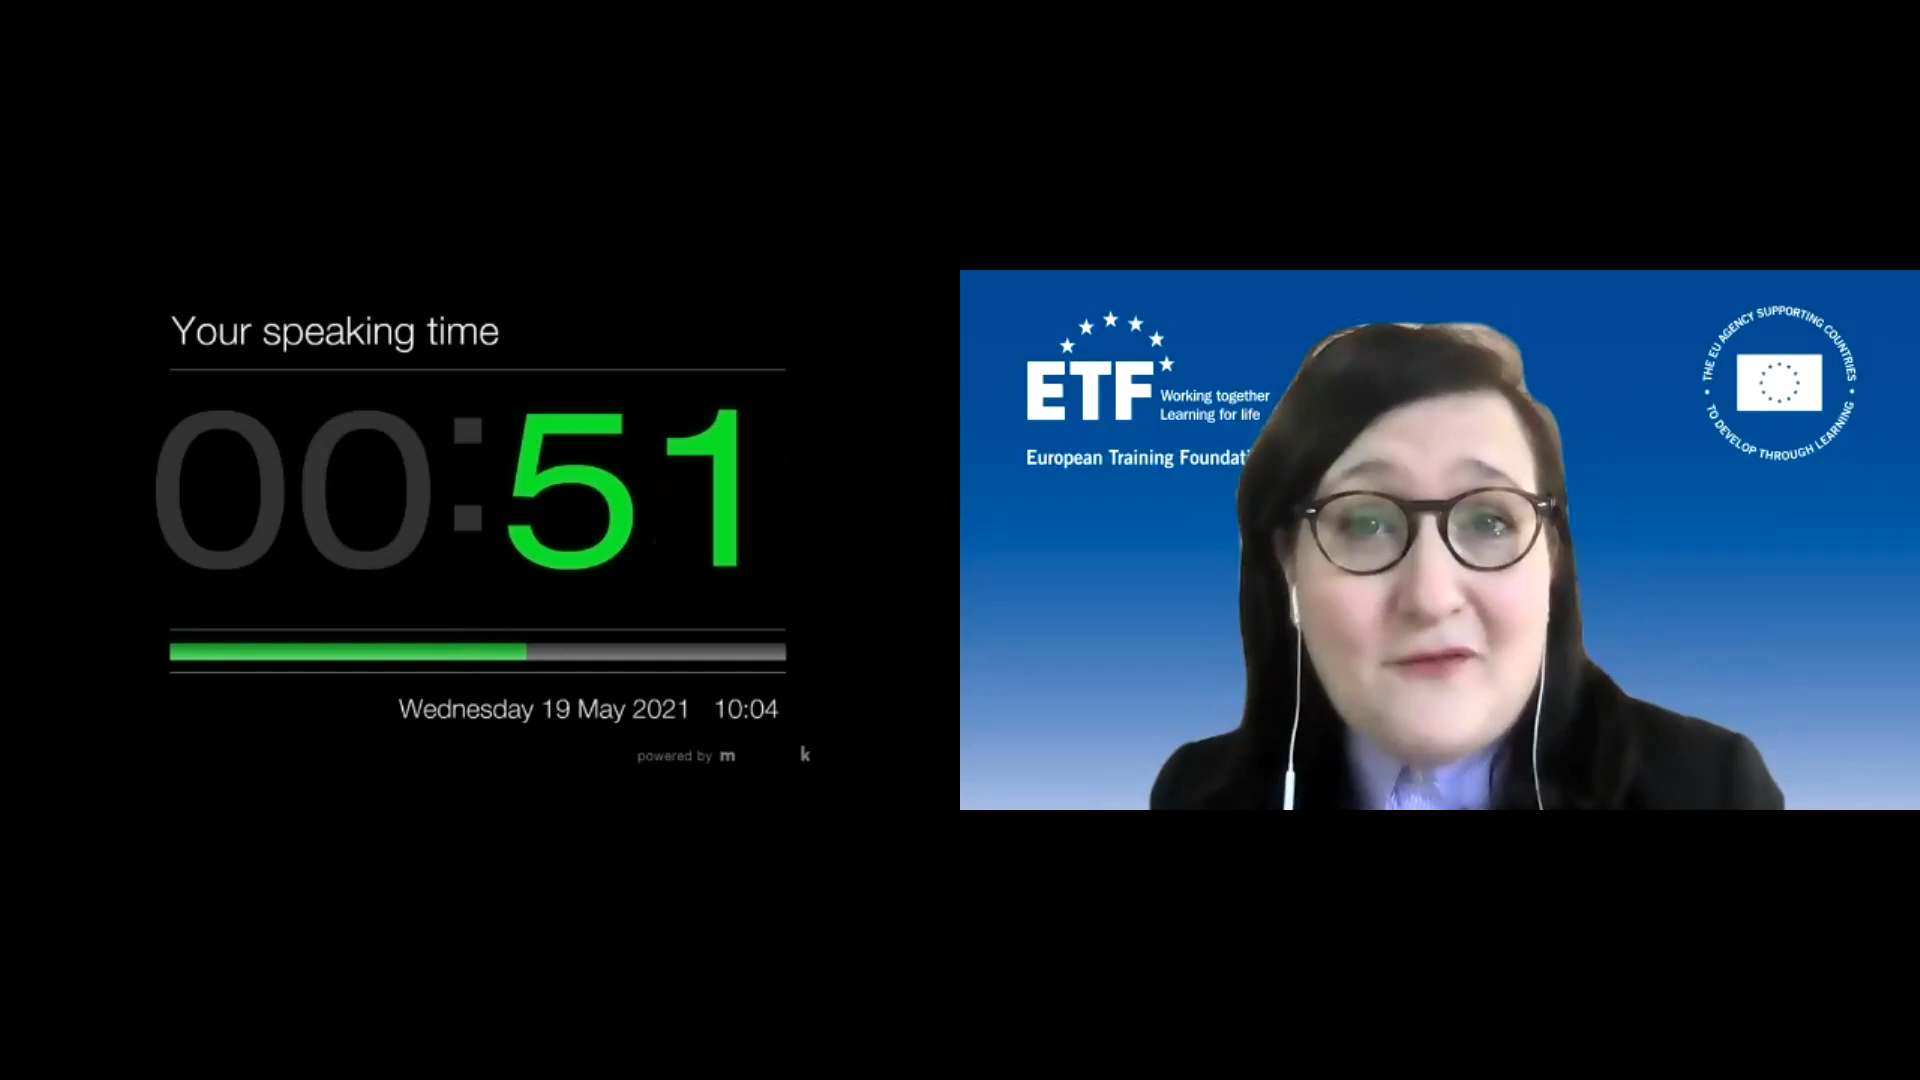 Your speaking time
00:51
Wednesday 19 May 2021 10:04
powered by m k
ETF
Working together
Learning for life
European Training Foundati
THE EU AGENCY SUPPORTING COUNTRIES
• TO DEVELOP THROUGH LEARNING •